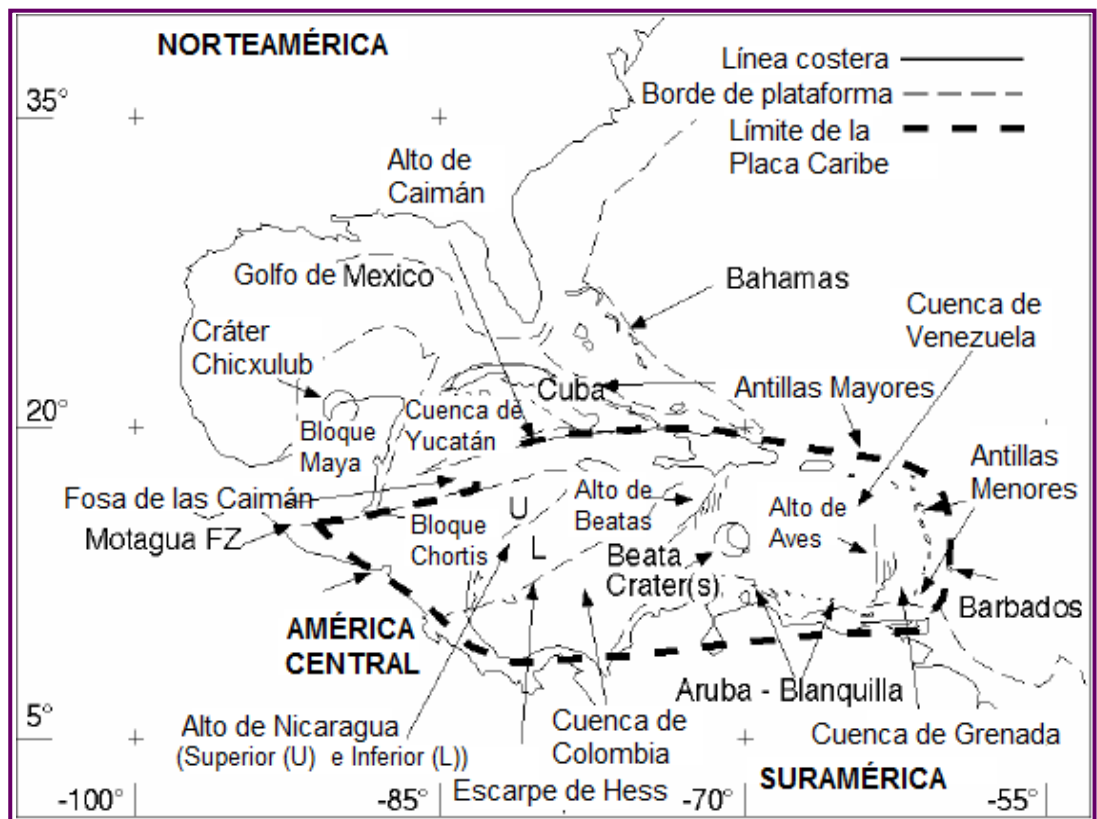 NORTEAMÉRICA
Línea costera
Borde de plataforma
Límite de la
Placa Caribe
35°
Alto de
Caimán
Golfo de Mexico
Bahamas
Cuenca de
Venezuela
Cráter
Chicxulub
Cuba
Antillas Mayores
20°
Cuenca de
Yucatán
Bloque
Maya
Antillas
Menores
Fosa de las Caimán
Alto de
Beatas
Alto de
Aves
U
Motagua FZ
Bloque
Chortis
L
Beata
Crater(s)
Barbados
AMÉRICA
CENTRAL
Aruba - Blanquilla
5°
Alto de Nicaragua
(Superior (U) e Inferior (L))
Cuenca de
Colombia
Cuenca de Grenada
Escarpe de Hess
SURAMÉRICA
-100°
-85°
-70°
-55°